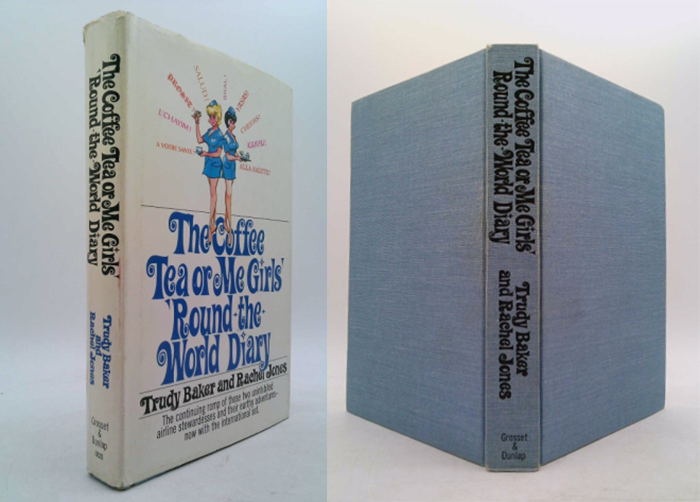 The Coffee Tea or Me Girls'
'Round-the-World Diary
Trudy Baker
and
Rachel Jones
Grosset
&
Dunlap
PROSIT!
SALUD!
SKOAL!
CHEERS!
L'CHAYIM!
KAMPAI!
A VOTRE SANTE!
ALLA SALUTE!
The Coffee
Tea or Me Girls'
'Round-the-
World Diary
Trudy Baker and Rachel Jones
The continuing romp of those two uninhibited
airline stewardesses and their earthy adventures-
now with the international set.
The Coffee Tea or Me Girls'
'Round-the-World Diary
Trudy Baker
and Rachel Jones
Grosset
&
Dunlap